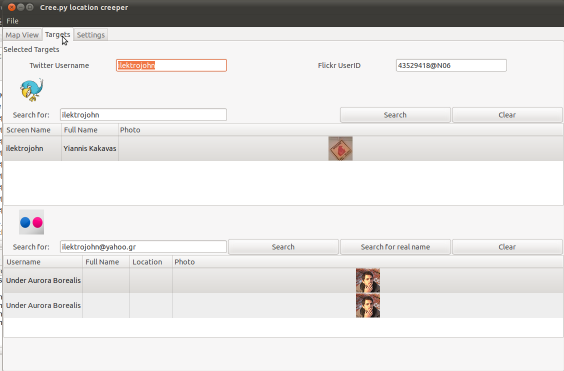 Cree.py location creeper
File
Map View Targets Settings
Selected Targets
Twitter Username ilektrojohn Flickr UserID 43529418@N06
Search for: ilektrojohn Search Clear
Screen Name Full Name Photo
ilektrojohn Yiannis Kakavas
Search for: ilektrojohn@yahoo.gr Search Search for real name Clear
Username Full Name Location Photo
Under Aurora Borealis
Under Aurora Borealis